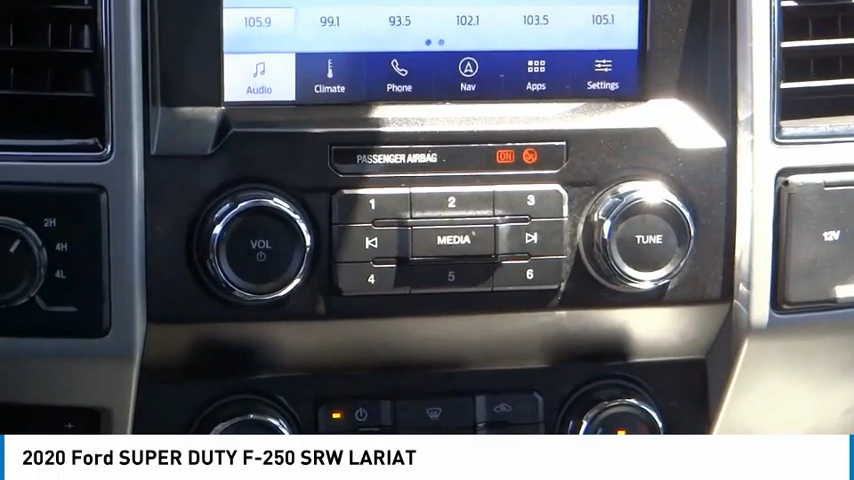 105.9 99.1 93.5 102.1 103.5 105.1
Audio Climate Phone Nav Apps Settings
PASSENGER AIRBAG ON
1 2 3
VOL MEDIA TUNE
4 5 6
2H
4H
4L
12V
2020 Ford SUPER DUTY F-250 SRW LARIAT